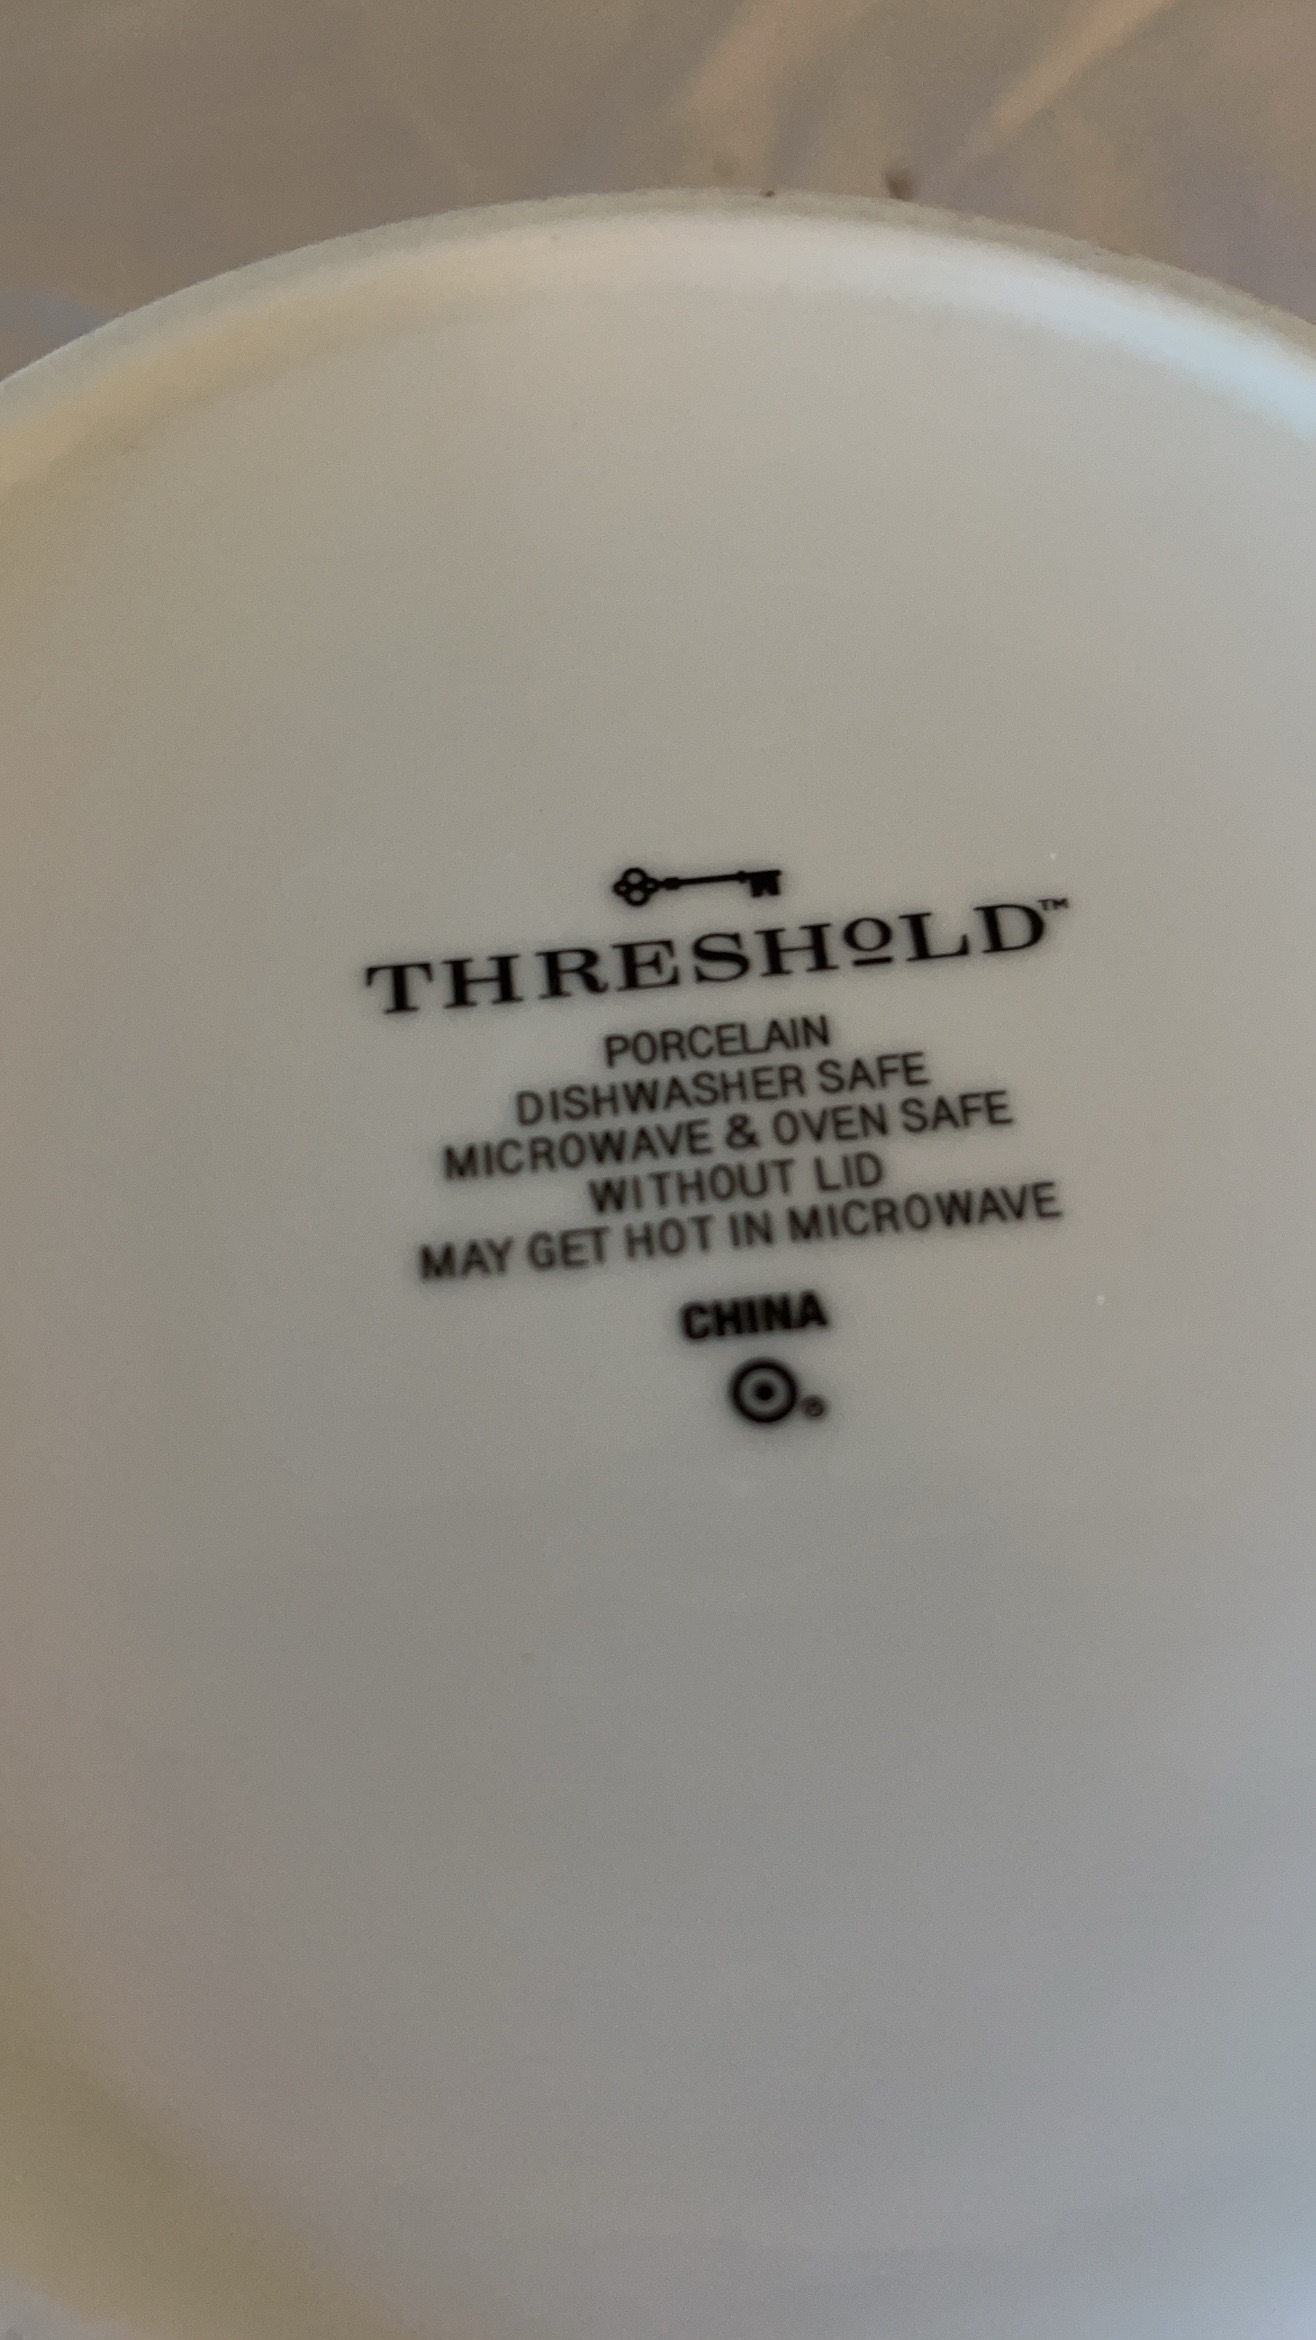 THRESHOLD™
PORCELAIN
DISHWASHER SAFE
MICROWAVE & OVEN SAFE
WITHOUT LID
MAY GET HOT IN MICROWAVE
CHINA
®